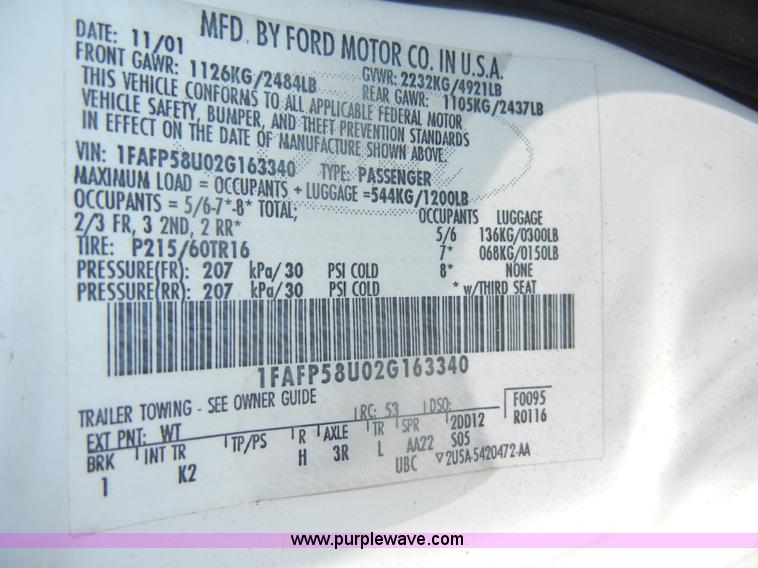 MFD. BY FORD MOTOR CO. IN U.S.A.
DATE: 11/01 GVWR: 2232KG/4921LB
FRONT GAWR: 1126KG/2484LB REAR GAWR: 1105KG/2437LB
THIS VEHICLE CONFORMS TO ALL APPLICABLE FEDERAL MOTOR
VEHICLE SAFETY, BUMPER, AND THEFT PREVENTION STANDARDS
IN EFFECT ON THE DATE OF MANUFACTURE SHOWN ABOVE.
VIN: 1FAFP58U02G163340 TYPE: PASSENGER
MAXIMUM LOAD = OCCUPANTS + LUGGAGE =544KG/1200LB
OCCUPANTS = 5/6-7*-8* TOTAL; OCCUPANTS LUGGAGE
2/3 FR, 3 2ND, 2 RR* 5/6 136KG/0300LB
TIRE: P215/60TR16 7* 068KG/0150LB
PRESSURE(FR): 207 kPa/30 PSI COLD 8* NONE
PRESSURE(RR): 207 kPa/30 PSI COLD * w/THIRD SEAT
1FAFP58U02G163340
TRAILER TOWING - SEE OWNER GUIDE
EXT PNT: WT RC: 53 DSO: F0095
BRK INT TR TP/PS R AXLE TR SPR 2DD12 R0116
1 K2 H 3R L AA22 S05
UBC ▽2U5A-5420472-AA
www.purplewave.com